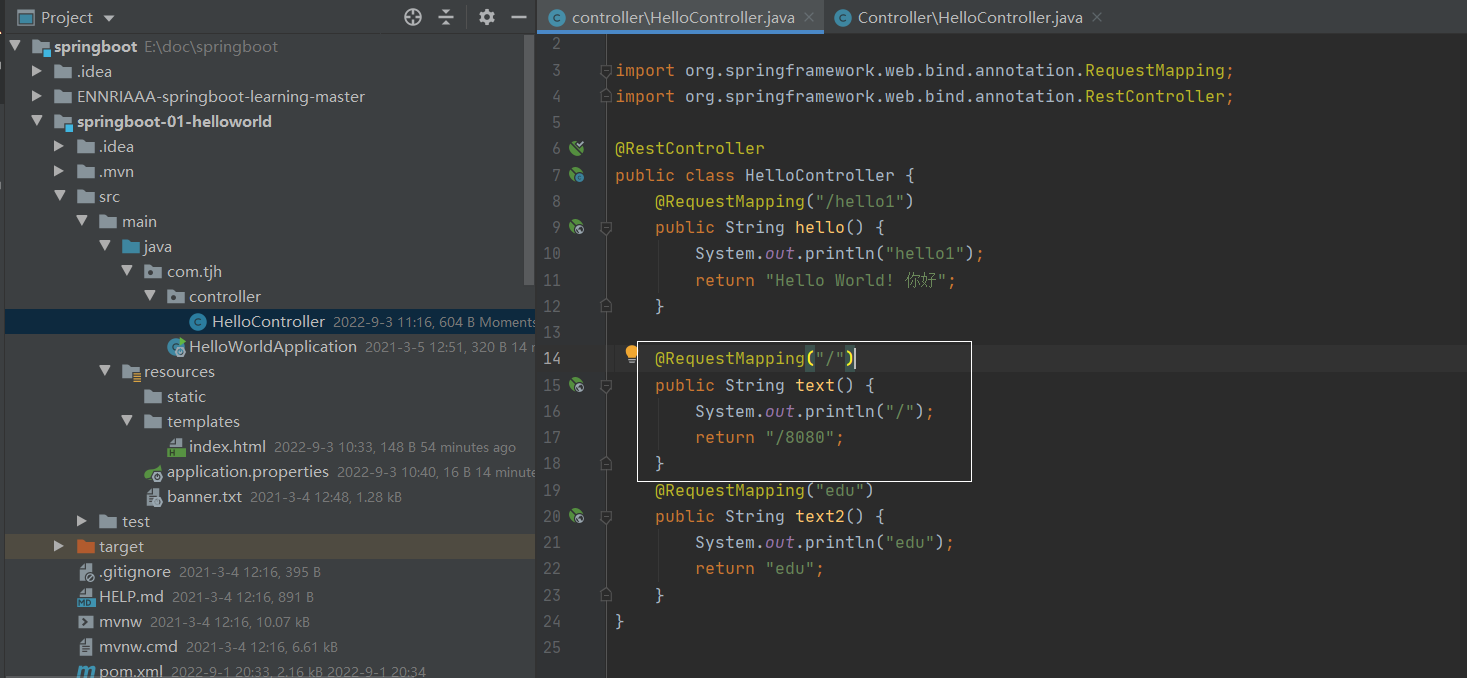 Project
springboot E:\doc\springboot
.idea
ENNRIAAA-springboot-learning-master
springboot-01-helloworld
.idea
.mvn
src
main
java
com.tjh
controller
HelloController 2022-9-3 11:16, 604 B Moments
HelloWorldApplication 2021-3-5 12:51, 320 B 14
resources
static
templates
index.html 2022-9-3 10:33, 148 B 54 minutes ago
application.properties 2022-9-3 10:40, 16 B 14 minute
banner.txt 2021-3-4 12:48, 1.28 kB
test
target
.gitignore 2021-3-4 12:16, 395 B
HELP.md 2021-3-4 12:16, 891 B
mvnw 2021-3-4 12:16, 10.07 kB
mvnw.cmd 2021-3-4 12:16, 6.61 kB
pom.xml 2022-9-1 20:33, 2.16 kB 2022-9-1 20:34
controller\HelloController.java Controller\HelloController.java
2
3 import org.springframework.web.bind.annotation.RequestMapping;
4 import org.springframework.web.bind.annotation.RestController;
5
6 @RestController
7 public class HelloController {
8 @RequestMapping("/hello1")
9 public String hello() {
10 System.out.println("hello1");
11 return "Hello World! 你好";
12 }
13
14 @RequestMapping("/")
15 public String text() {
16 System.out.println("/");
17 return "/8080";
18 }
19 @RequestMapping("edu")
20 public String text2() {
21 System.out.println("edu");
22 return "edu";
23 }
24 }
25